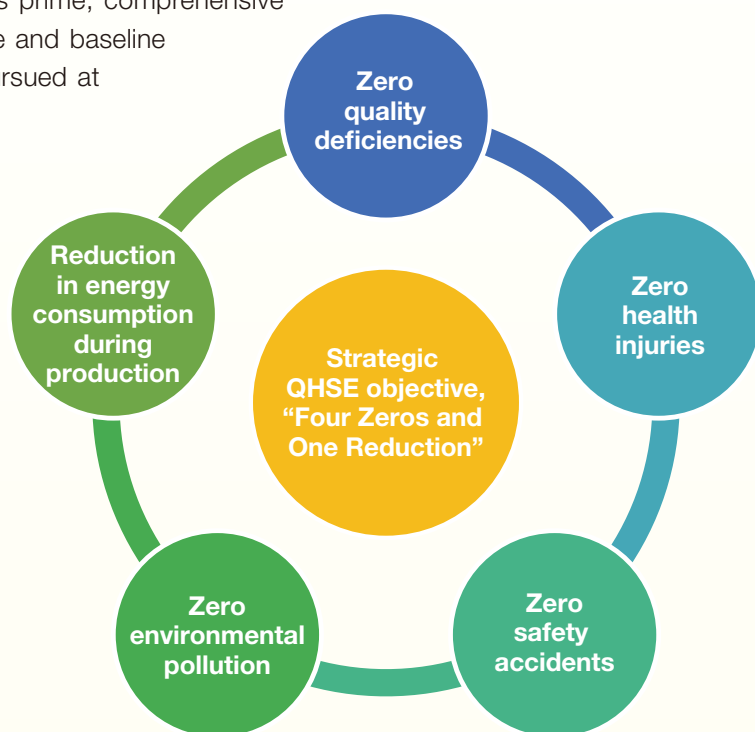 prime, comprehensive
and baseline
at
Zero
quality
deficiencies
Reduction
in energy
consumption
during
production
Zero
health
injuries
Strategic
QHSE objective,
“Four Zeros and
One Reduction”
Zero
environmental
pollution
Zero
safety
accidents